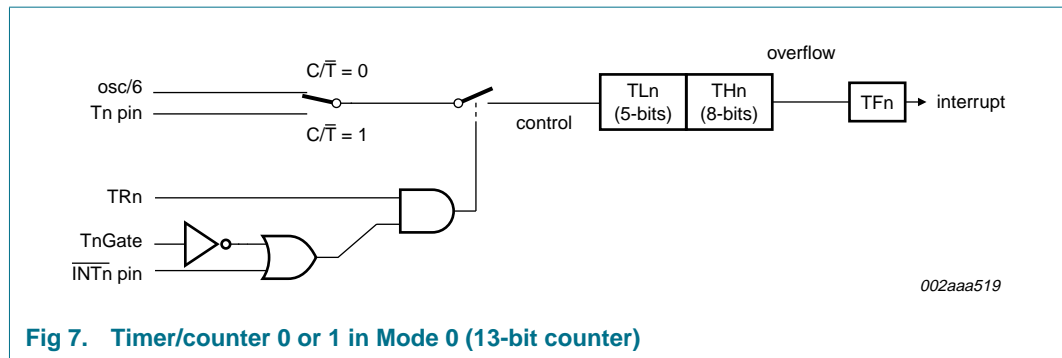 overflow
osc/6
C/T̅ = 0
Tn pin
C/T̅ = 1
control
TLn
(5-bits)
THn
(8-bits)
TFn
interrupt
TRn
TnGate
I̅N̅T̅n̅ pin
002aaa519
Fig 7. Timer/counter 0 or 1 in Mode 0 (13-bit counter)